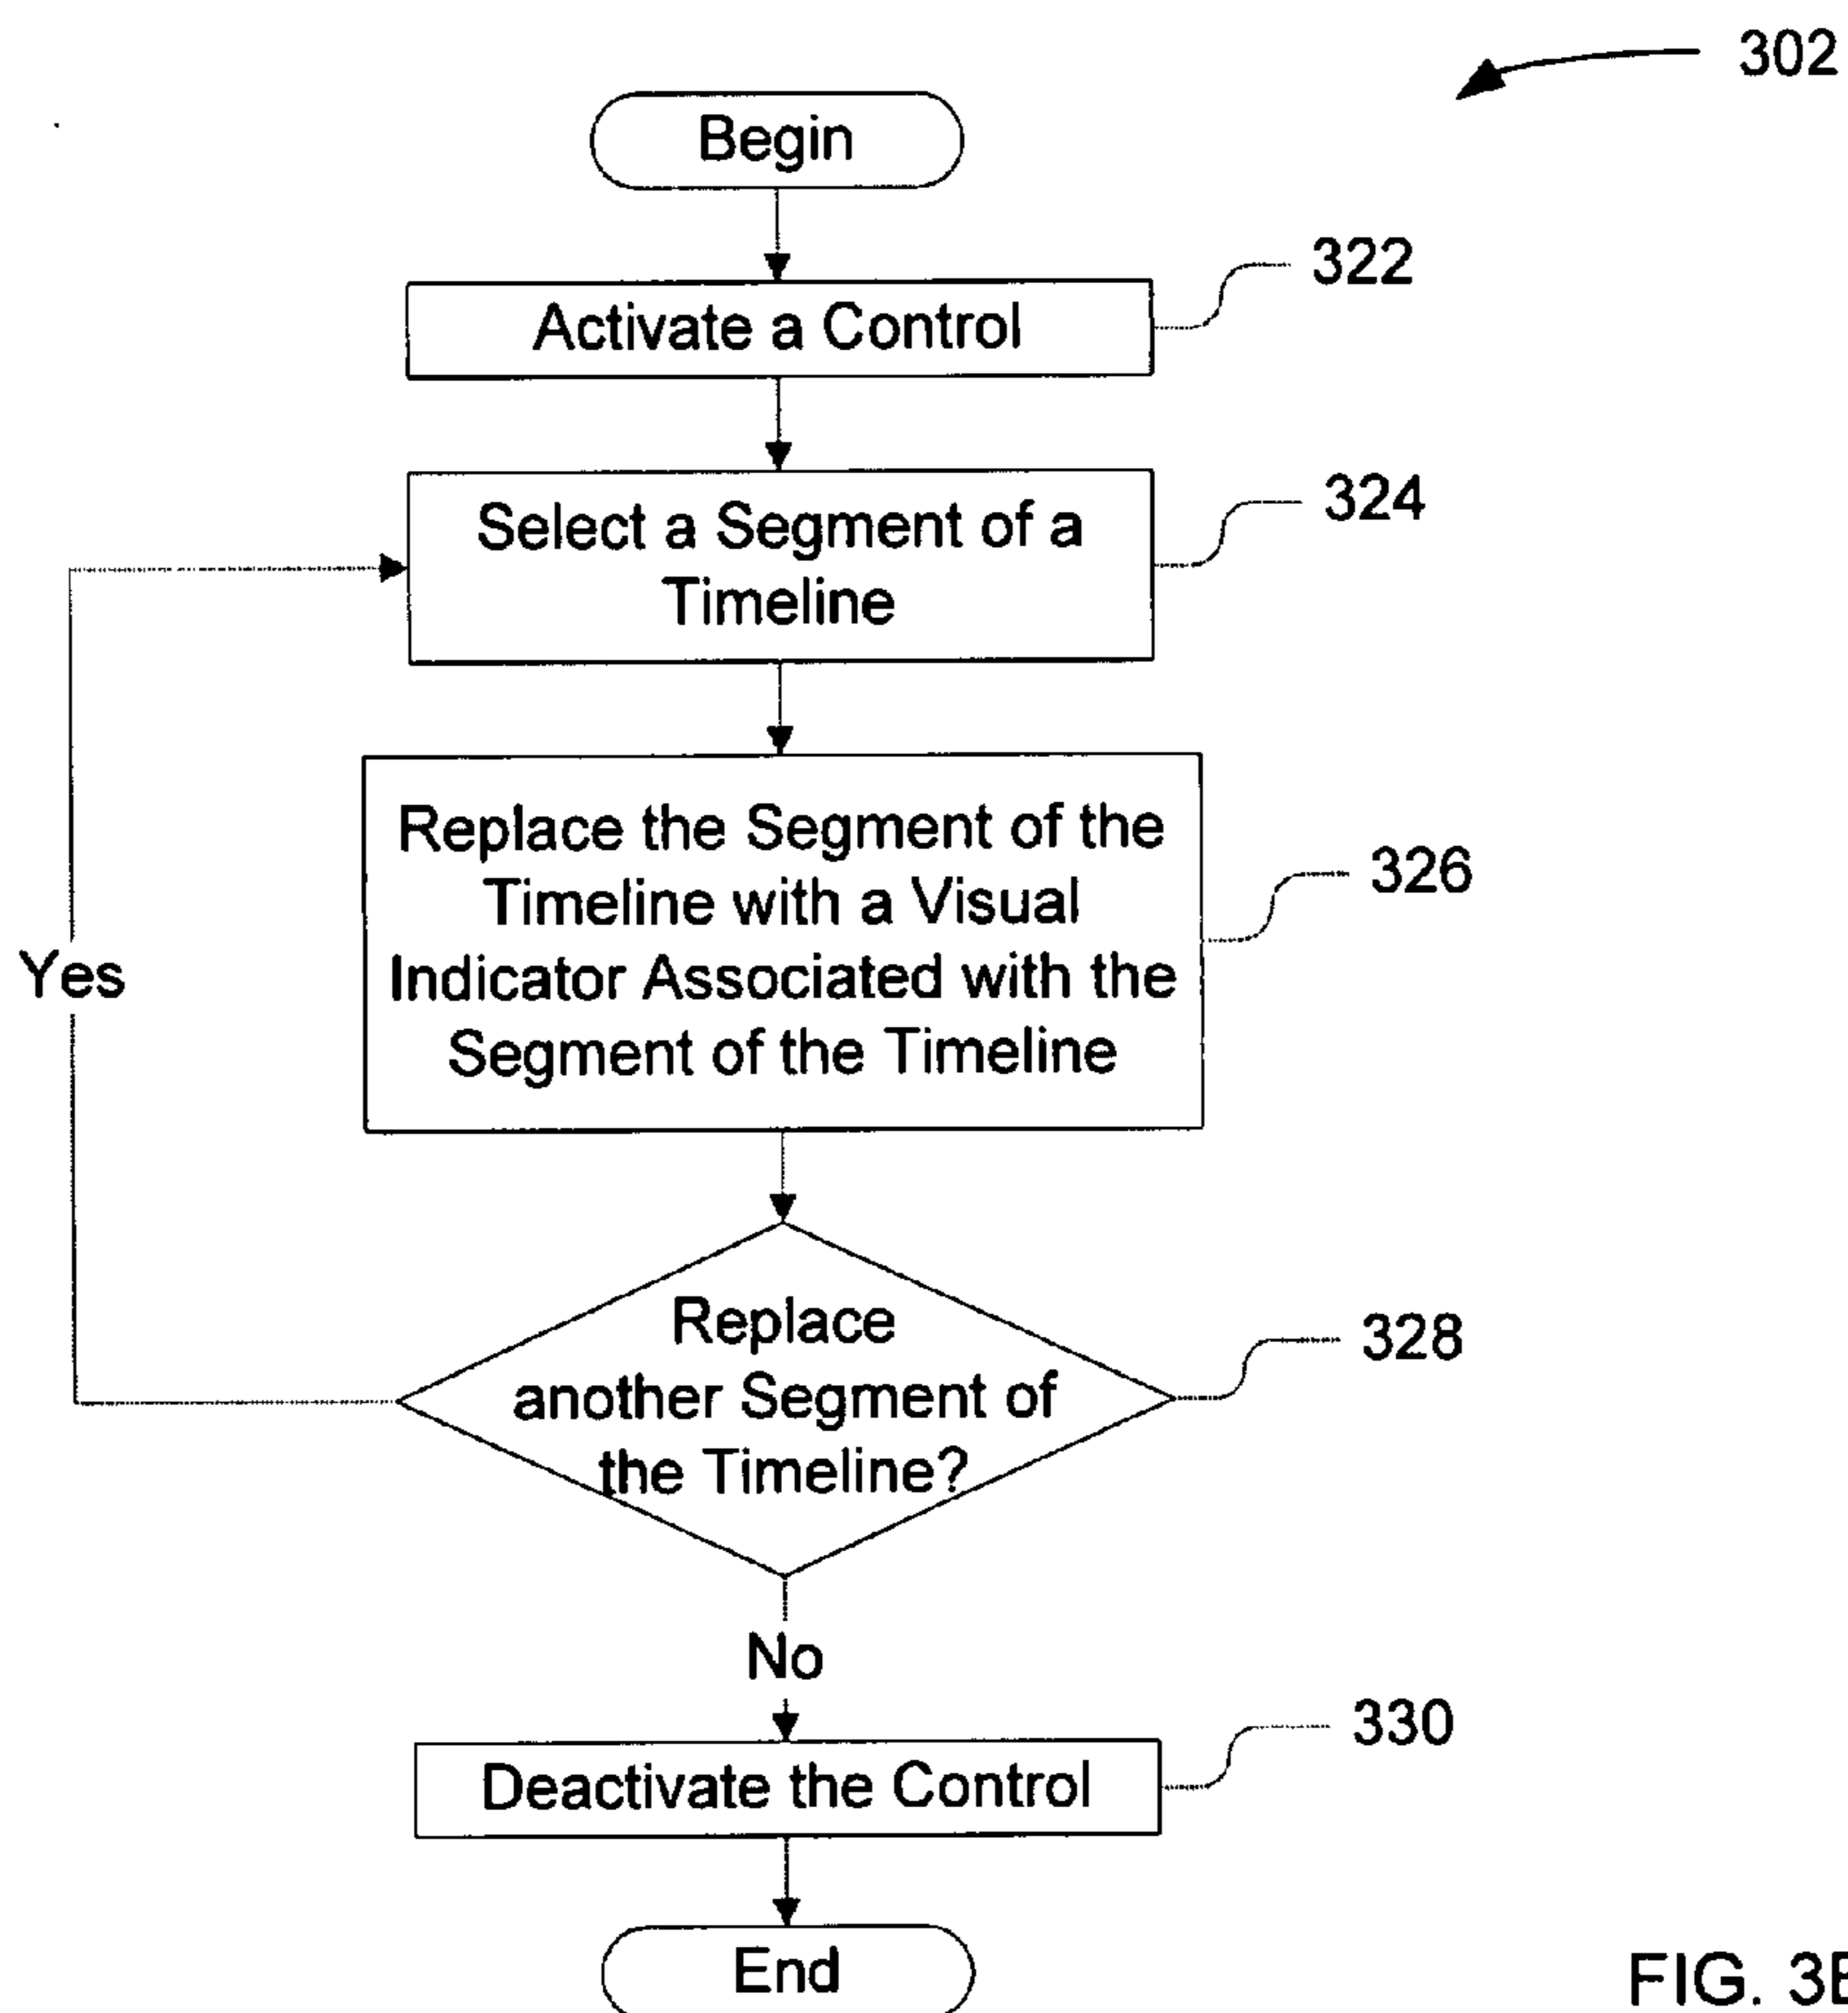 302
Begin
322
Activate a Control
324
Select a Segment of a
Timeline
326
Replace the Segment of the
Timeline with a Visual
Indicator Associated with the
Segment of the Timeline
Yes
328
Replace
another Segment of
the Timeline?
No
330
Deactivate the Control
End
FIG. 3B